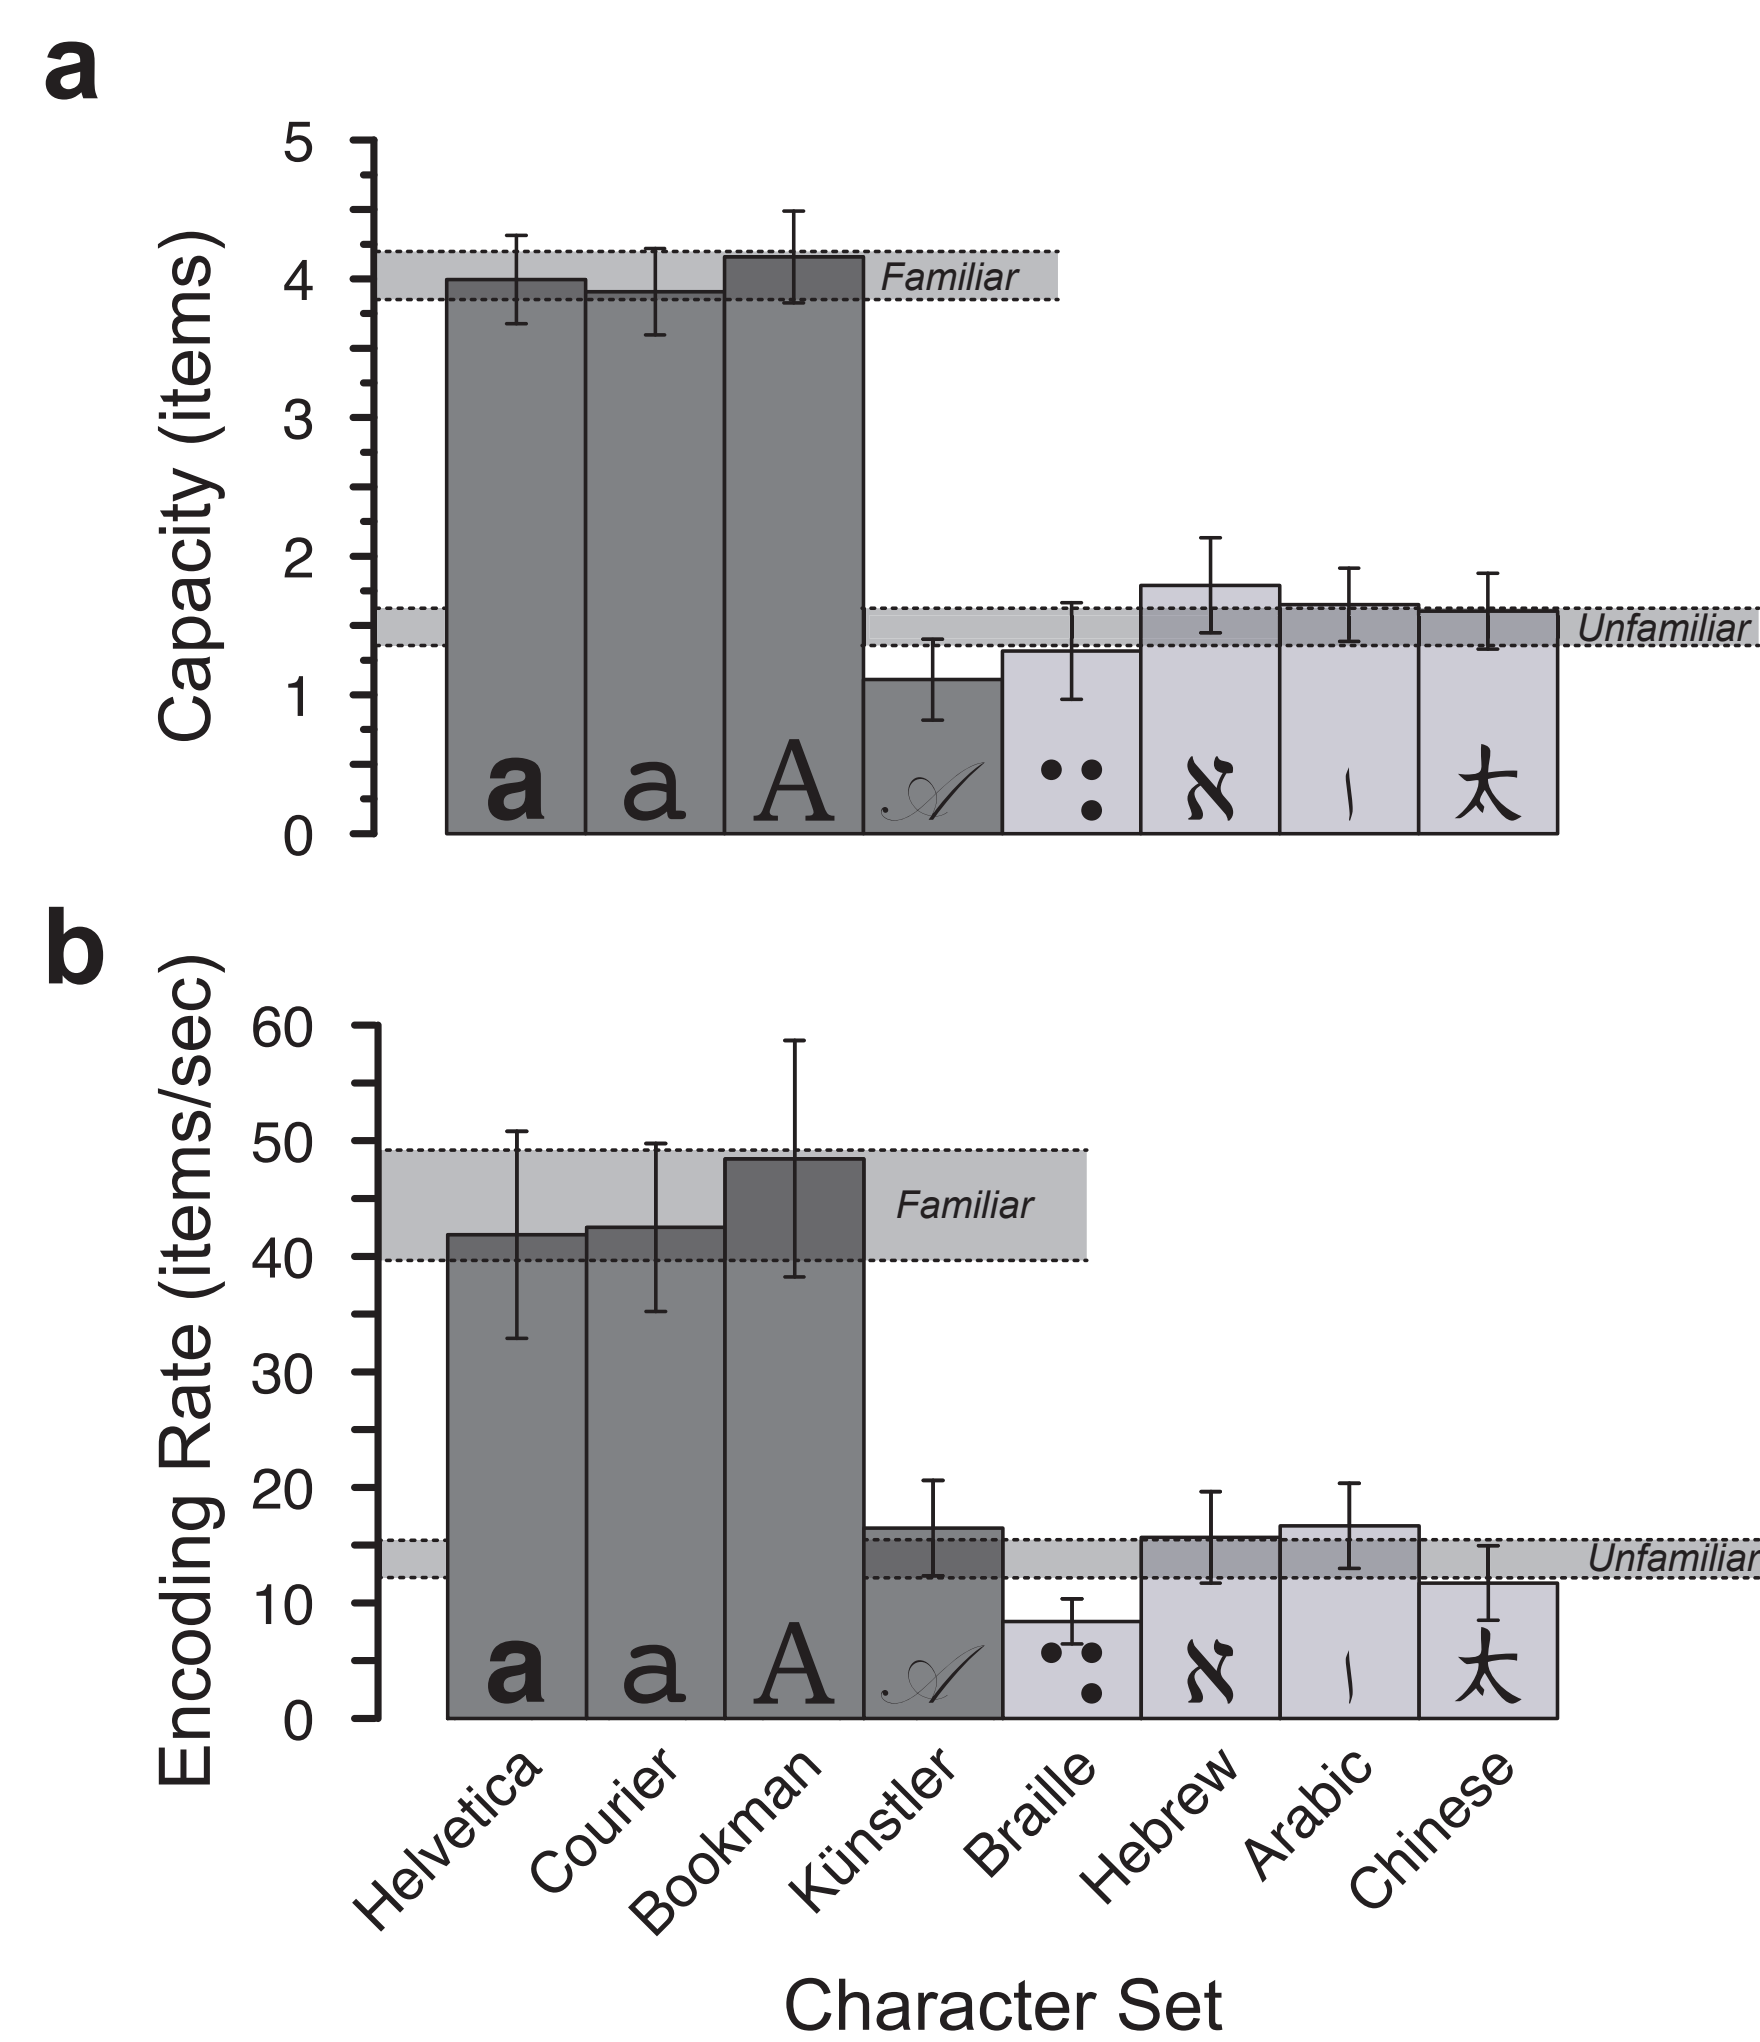 a
5
4
3
2
1
0
Capacity (items)
Familiar
Unfamiliar
a a A 𝒜 ⠙ א ا 太
b
60
50
40
30
20
10
0
Encoding Rate (items/sec)
Familiar
Unfamiliar
a a A 𝒜 ⠙ א ا 太
Helvetica
Courier
Bookman
Künstler
Braille
Hebrew
Arabic
Chinese
Character Set